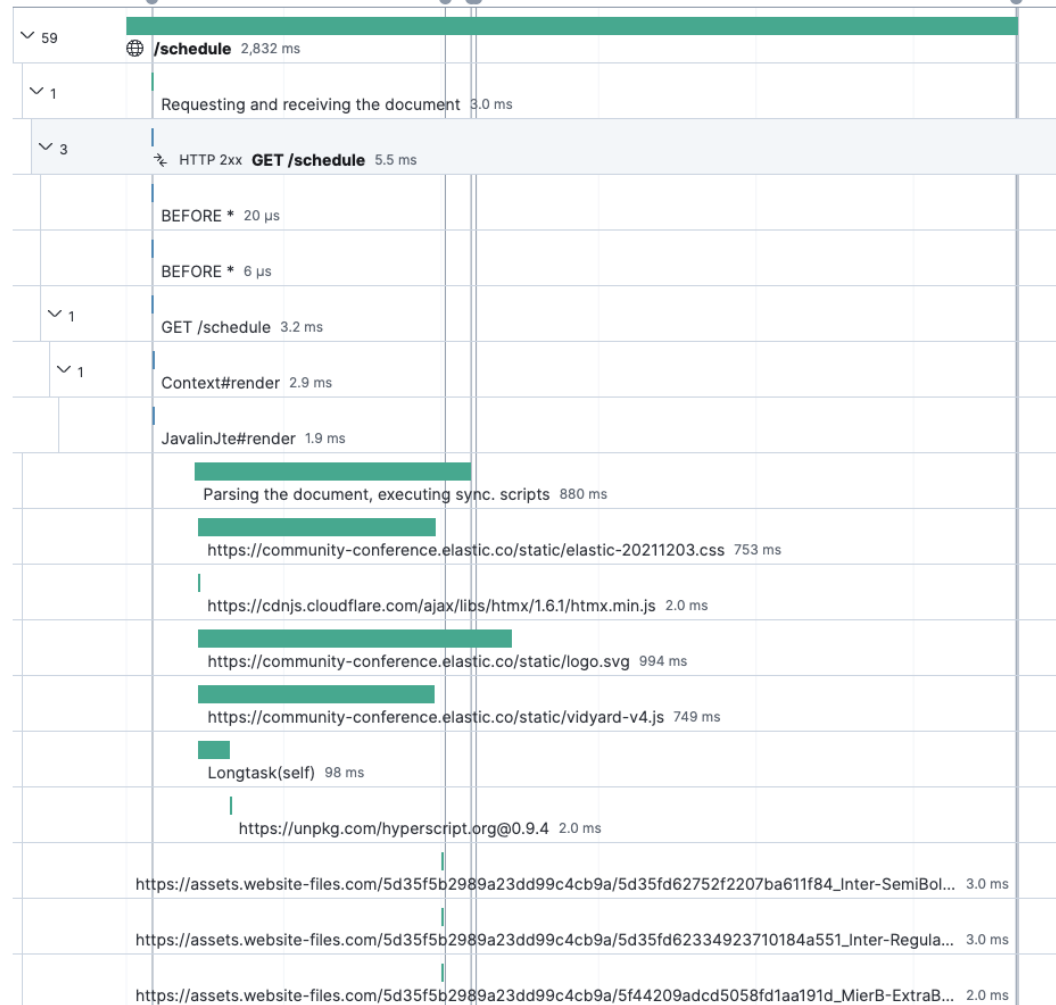 59
/schedule 2,832 ms
1
Requesting and receiving the document 3.0 ms
3
HTTP 2xx GET /schedule 5.5 ms
BEFORE * 20 μs
BEFORE * 6 μs
1
GET /schedule 3.2 ms
1
Context#render 2.9 ms
JavalinJte#render 1.9 ms
Parsing the document, executing sync. scripts 880 ms
https://community-conference.elastic.co/static/elastic-20211203.css 753 ms
https://cdnjs.cloudflare.com/ajax/libs/htmx/1.6.1/htmx.min.js 2.0 ms
https://community-conference.elastic.co/static/logo.svg 994 ms
https://community-conference.elastic.co/static/vidyard-v4.js 749 ms
Longtask(self) 98 ms
https://unpkg.com/hyperscript.org@0.9.4 2.0 ms
https://assets.website-files.com/5d35f5b2989a23dd99c4cb9a/5d35fd62752f2207ba611f84_Inter-SemiBol... 3.0 ms
https://assets.website-files.com/5d35f5b2989a23dd99c4cb9a/5d35fd62334923710184a551_Inter-Regula... 3.0 ms
https://assets.website-files.com/5d35f5b2989a23dd99c4cb9a/5f44209adcd5058fd1aa191d_MierB-ExtraB... 2.0 ms